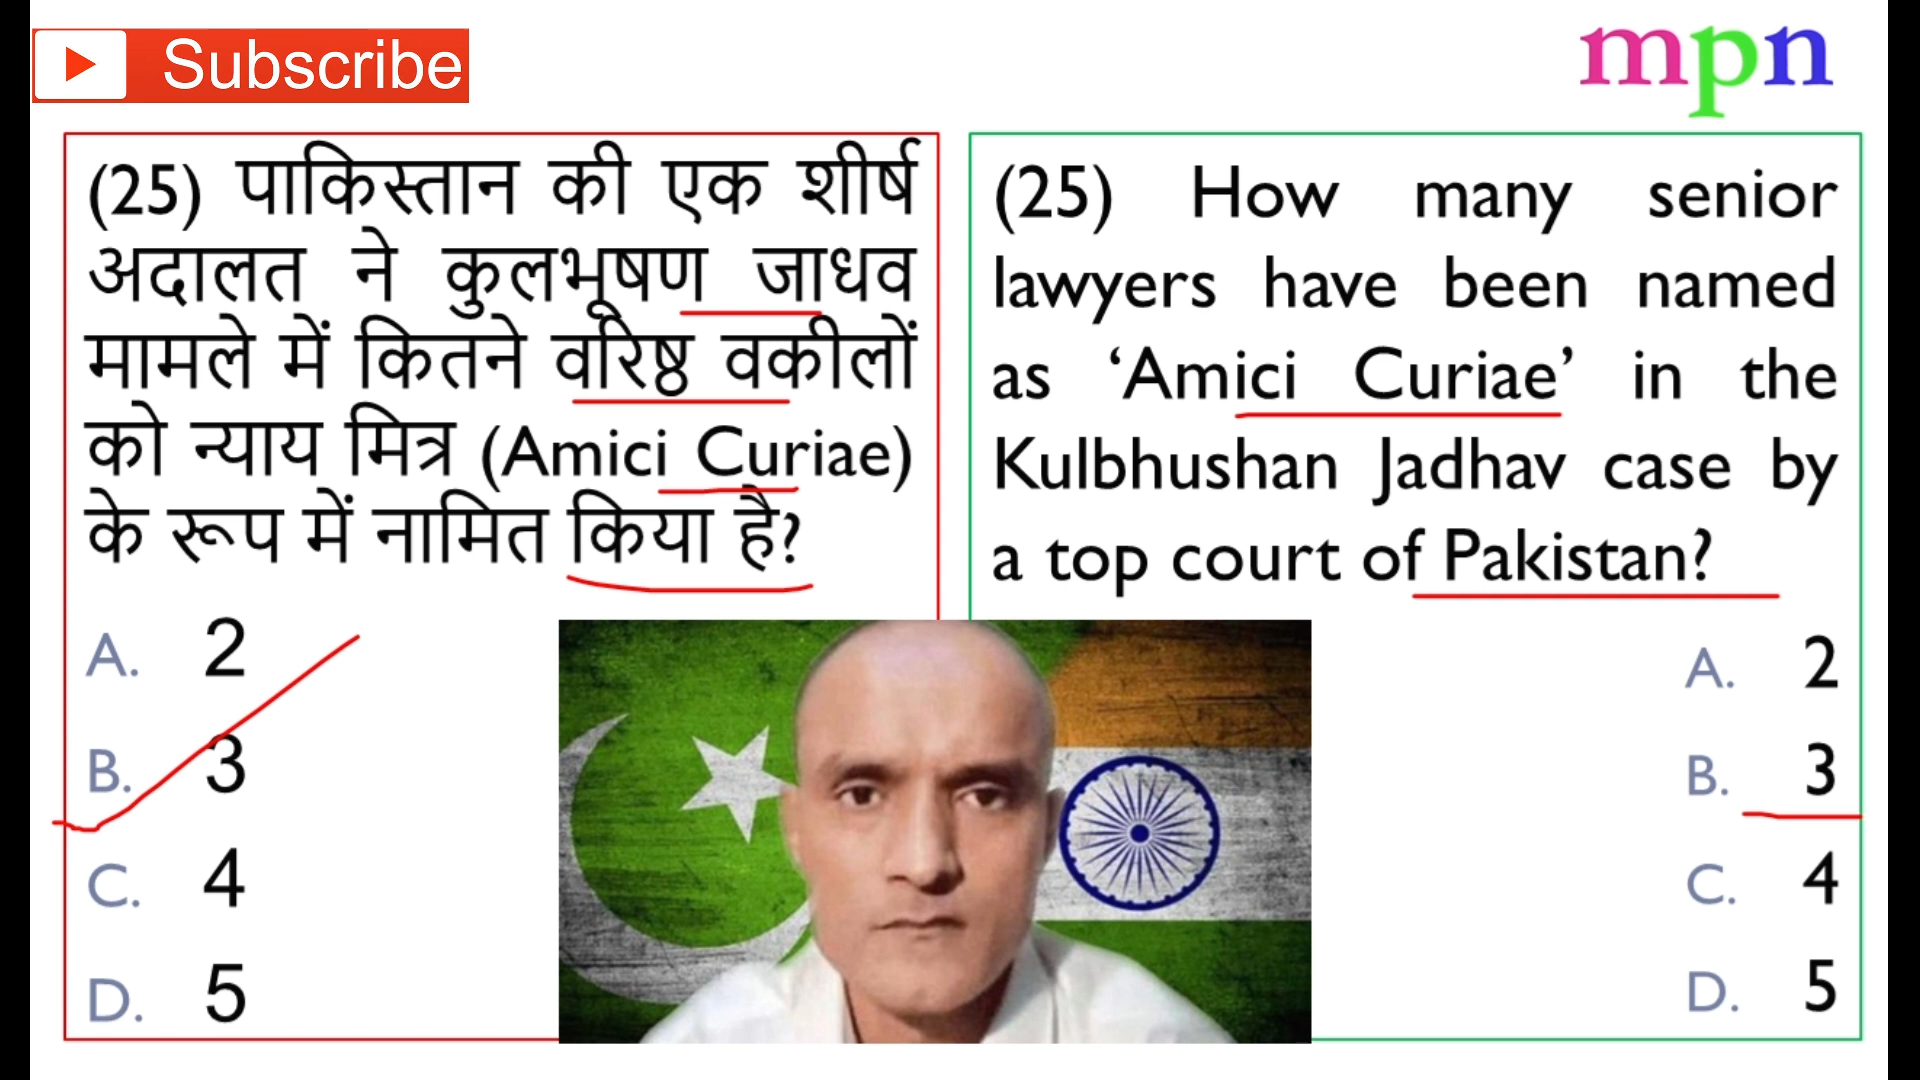 Subscribe
mpn
(25) पाकिस्तान की एक शीर्ष
अदालत ने कुलभूषण जाधव
मामले में कितने वरिष्ठ वकीलों
को न्याय मित्र (Amici Curiae)
के रूप में नामित किया है?
A. 2
B. 3
C. 4
D. 5
(25) How many senior
lawyers have been named
as ‘Amici Curiae’ in the
Kulbhushan Jadhav case by
a top court of Pakistan?
A. 2
B. 3
C. 4
D. 5